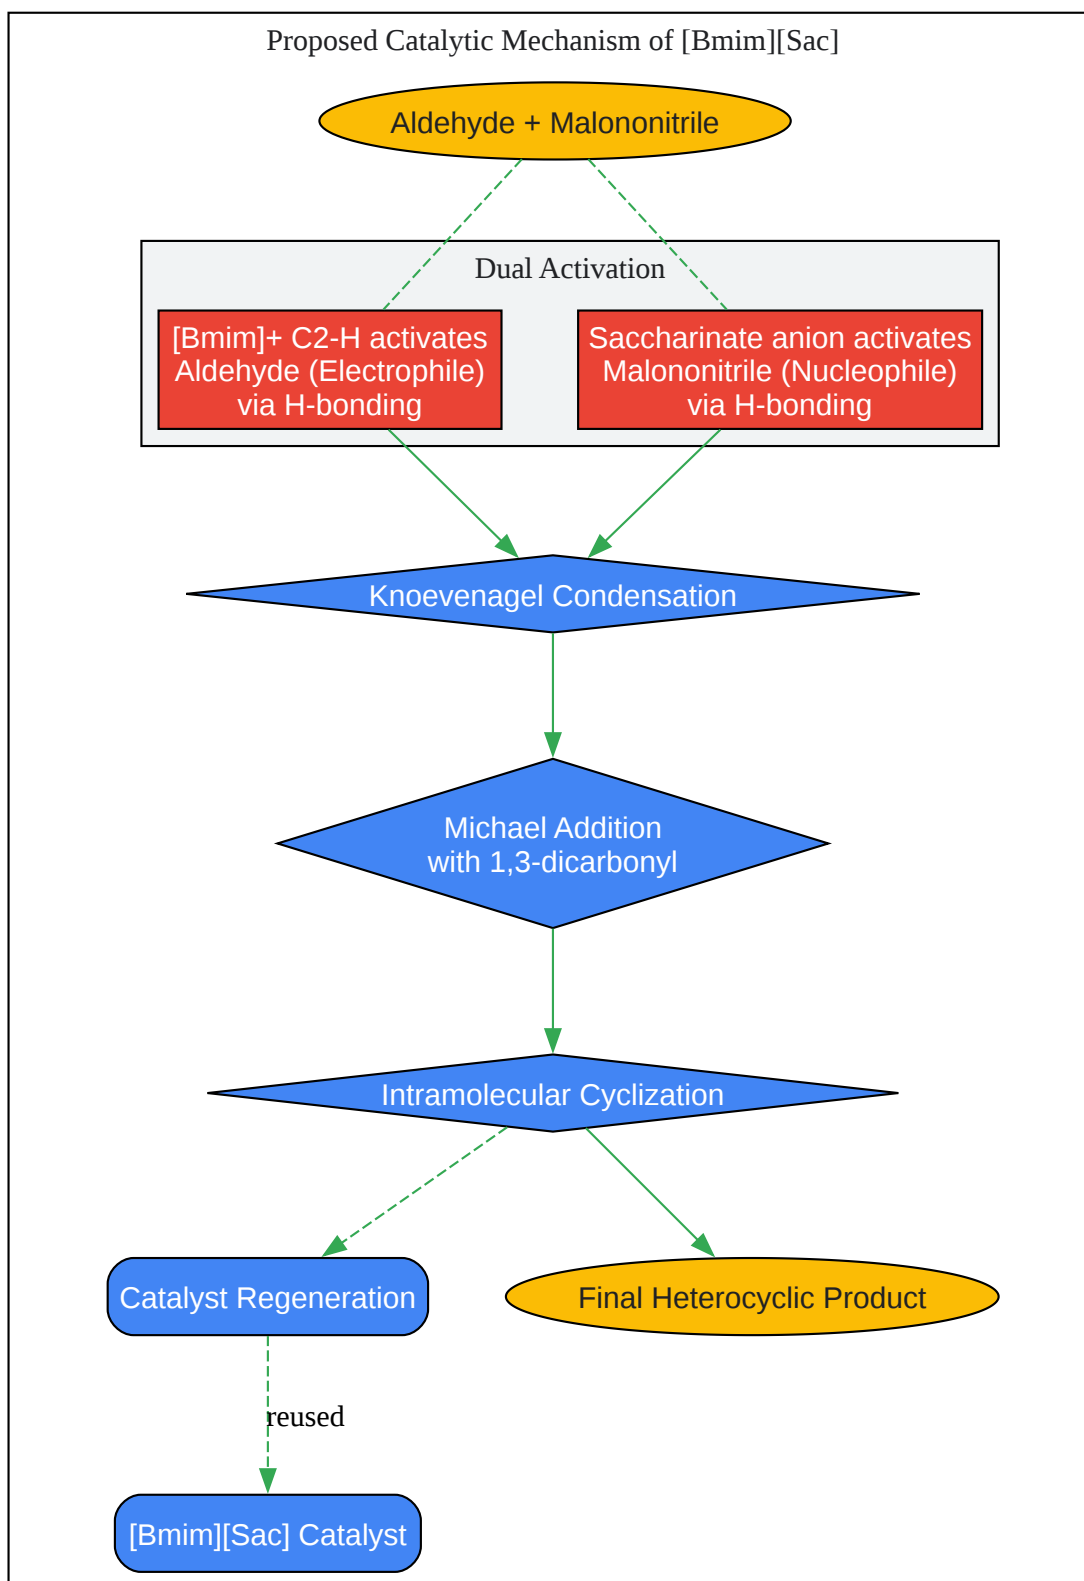 Proposed Catalytic Mechanism of [Bmim][Sac]
Aldehyde + Malononitrile
Dual Activation
[Bmim]+ C2-H activates
Aldehyde (Electrophile)
via H-bonding
Saccharinate anion activates
Malononitrile (Nucleophile)
via H-bonding
Knoevenagel Condensation
Michael Addition
with 1,3-dicarbonyl
Intramolecular Cyclization
Catalyst Regeneration
Final Heterocyclic Product
reused
[Bmim][Sac] Catalyst